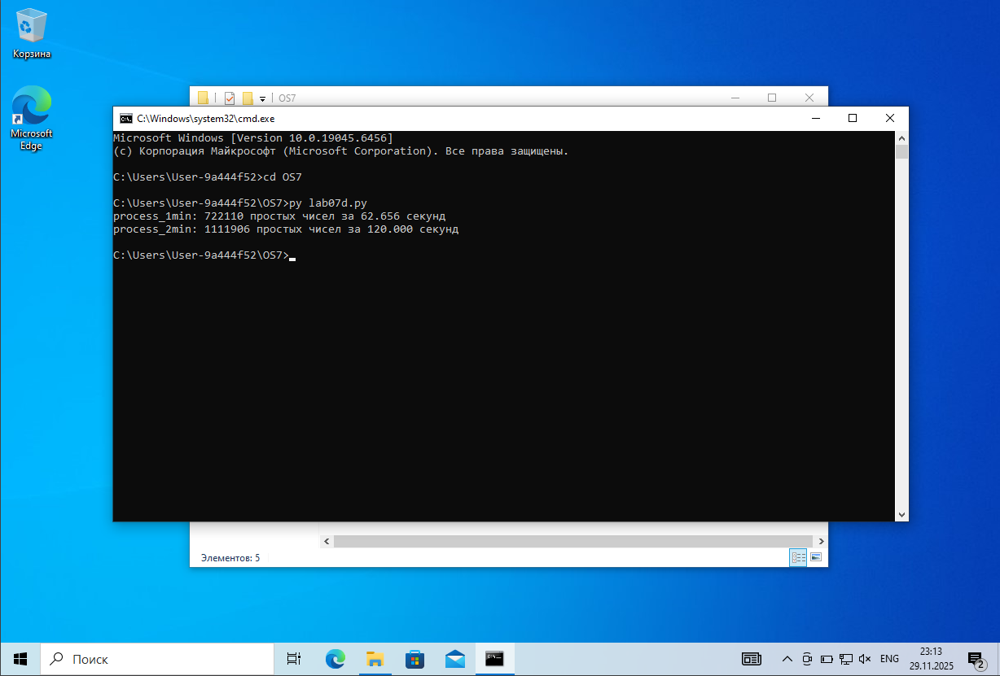 Корзина
Microsoft
Edge
OS7
C:\Windows\system32\cmd.exe
Microsoft Windows [Version 10.0.19045.6456]
(c) Корпорация Майкрософт (Microsoft Corporation). Все права защищены.
C:\Users\User-9a444f52>cd OS7
C:\Users\User-9a444f52\OS7>py lab07d.py
process_1min: 722110 простых чисел за 62.656 секунд
process_2min: 1111906 простых чисел за 120.000 секунд
C:\Users\User-9a444f52\OS7>
Элементов: 5
Поиск
ENG
23:13
29.11.2025
2